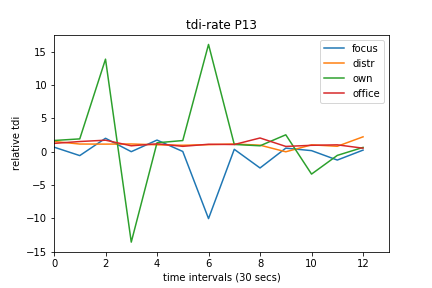 tdi-rate P13
15
10
5
0
−5
−10
−15
relative tdi
0 2 4 6 8 10 12
time intervals (30 secs)
focus
distr
own
office